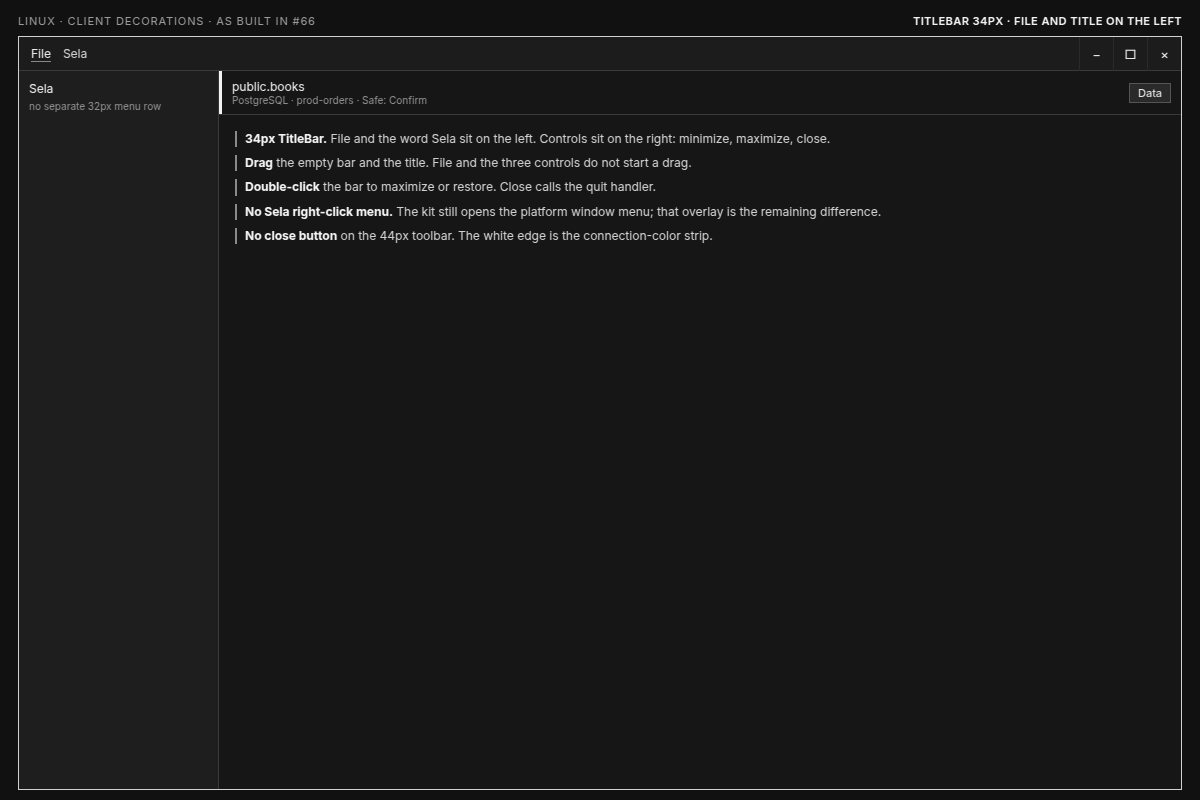 LINUX · CLIENT DECORATIONS · AS BUILT IN #66
TITLEBAR 34PX · FILE AND TITLE ON THE LEFT
File Sela
Sela
no separate 32px menu row
public.books
PostgreSQL · prod-orders · Safe: Confirm
Data
34px TitleBar. File and the word Sela sit on the left. Controls sit on the right: minimize, maximize, close.
Drag the empty bar and the title. File and the three controls do not start a drag.
Double-click the bar to maximize or restore. Close calls the quit handler.
No Sela right-click menu. The kit still opens the platform window menu; that overlay is the remaining difference.
No close button on the 44px toolbar. The white edge is the connection-color strip.